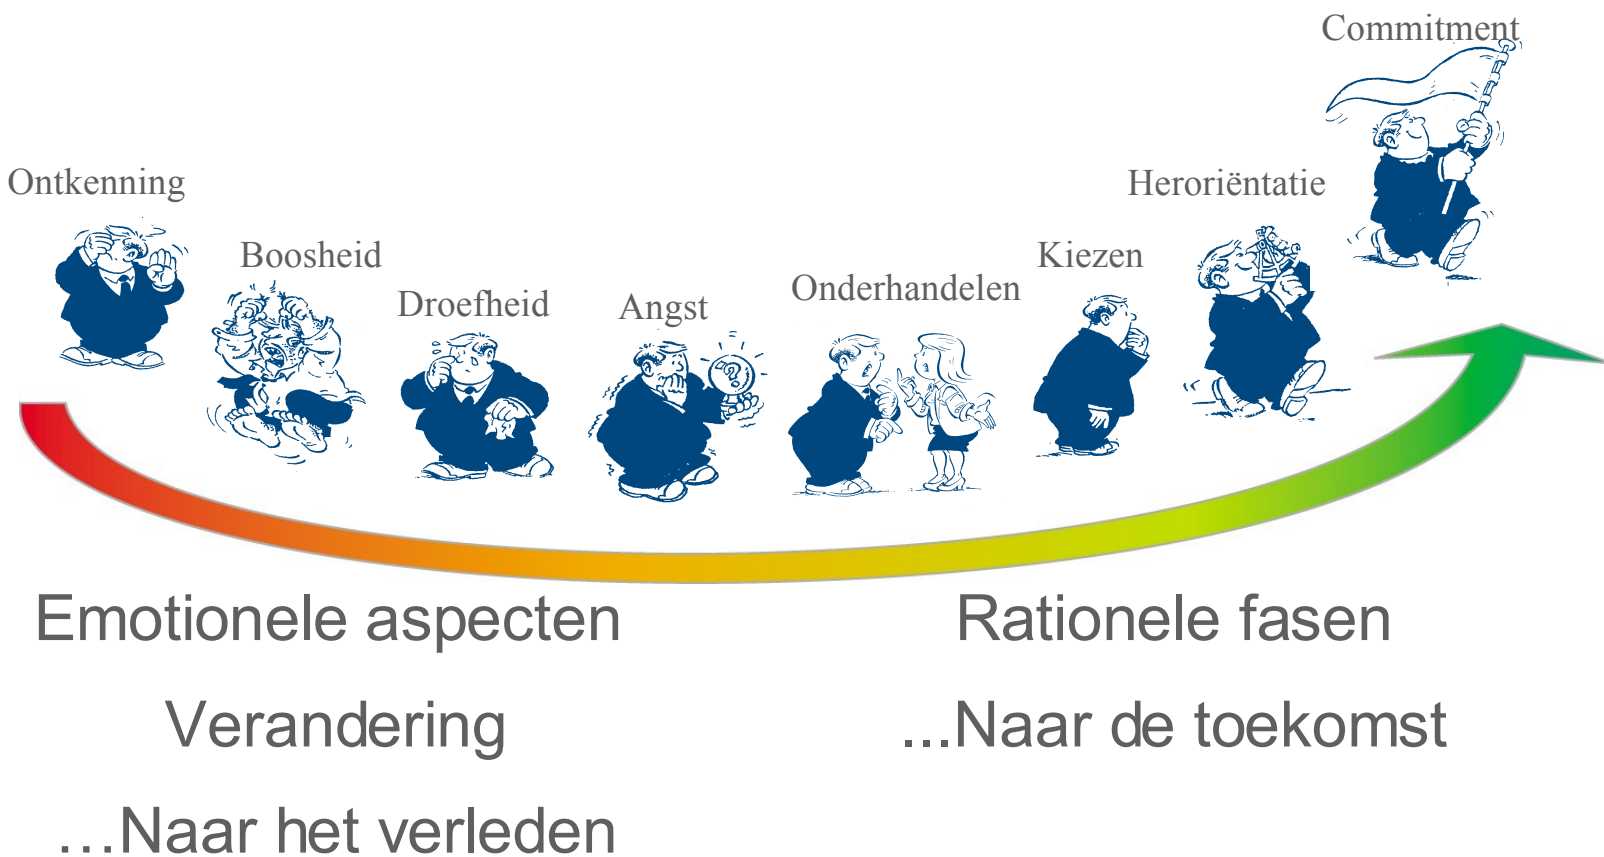 Commitment
Ontkenning
Heroriëntatie
Boosheid
Kiezen
Droefheid
Angst
Onderhandelen
?
Emotionele aspecten
Rationele fasen
Verandering
...Naar de toekomst
...Naar het verleden